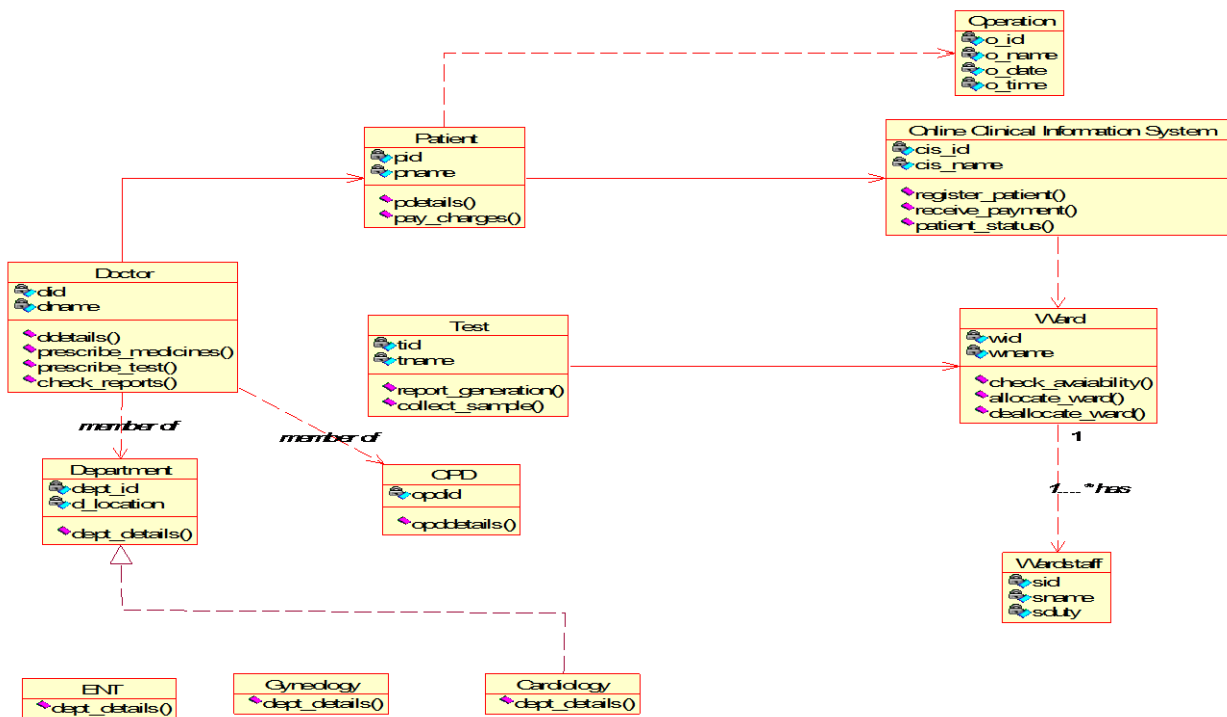 Operation
o_id
o_name
o_date
o_time
Patient
pid
pname
pdetails()
pay_charges()
Online Clinical Information System
cis_id
cis_name
register_patient()
receive_payment()
patient_status()
Doctor
did
dname
ddetails()
prescribe_medicines()
prescribe_test()
check_reports()
Test
tid
tname
report_generation()
collect_sample()
Ward
wid
wname
check_avaiability()
allocate_ward()
deallocate_ward()
member of
member of
1
1....* has
Department
dept_id
d_location
dept_details()
OPD
opdid
opddetails()
Wardstaff
sid
sname
sduty
ENT
dept_details()
Gyneology
dept_details()
Cardiology
dept_details()